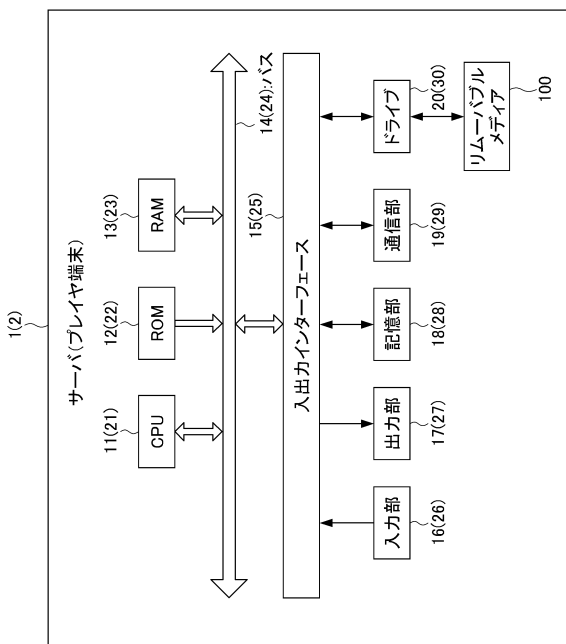 1(2)
サーバ(プレイヤ端末)
11(21)
CPU
12(22)
ROM
13(23)
RAM
14(24):バス
15(25)
入出力インターフェース
入力部
16(26)
出力部
17(27)
記憶部
18(28)
通信部
19(29)
ドライブ
20(30)
リムーバブル
メディア
100